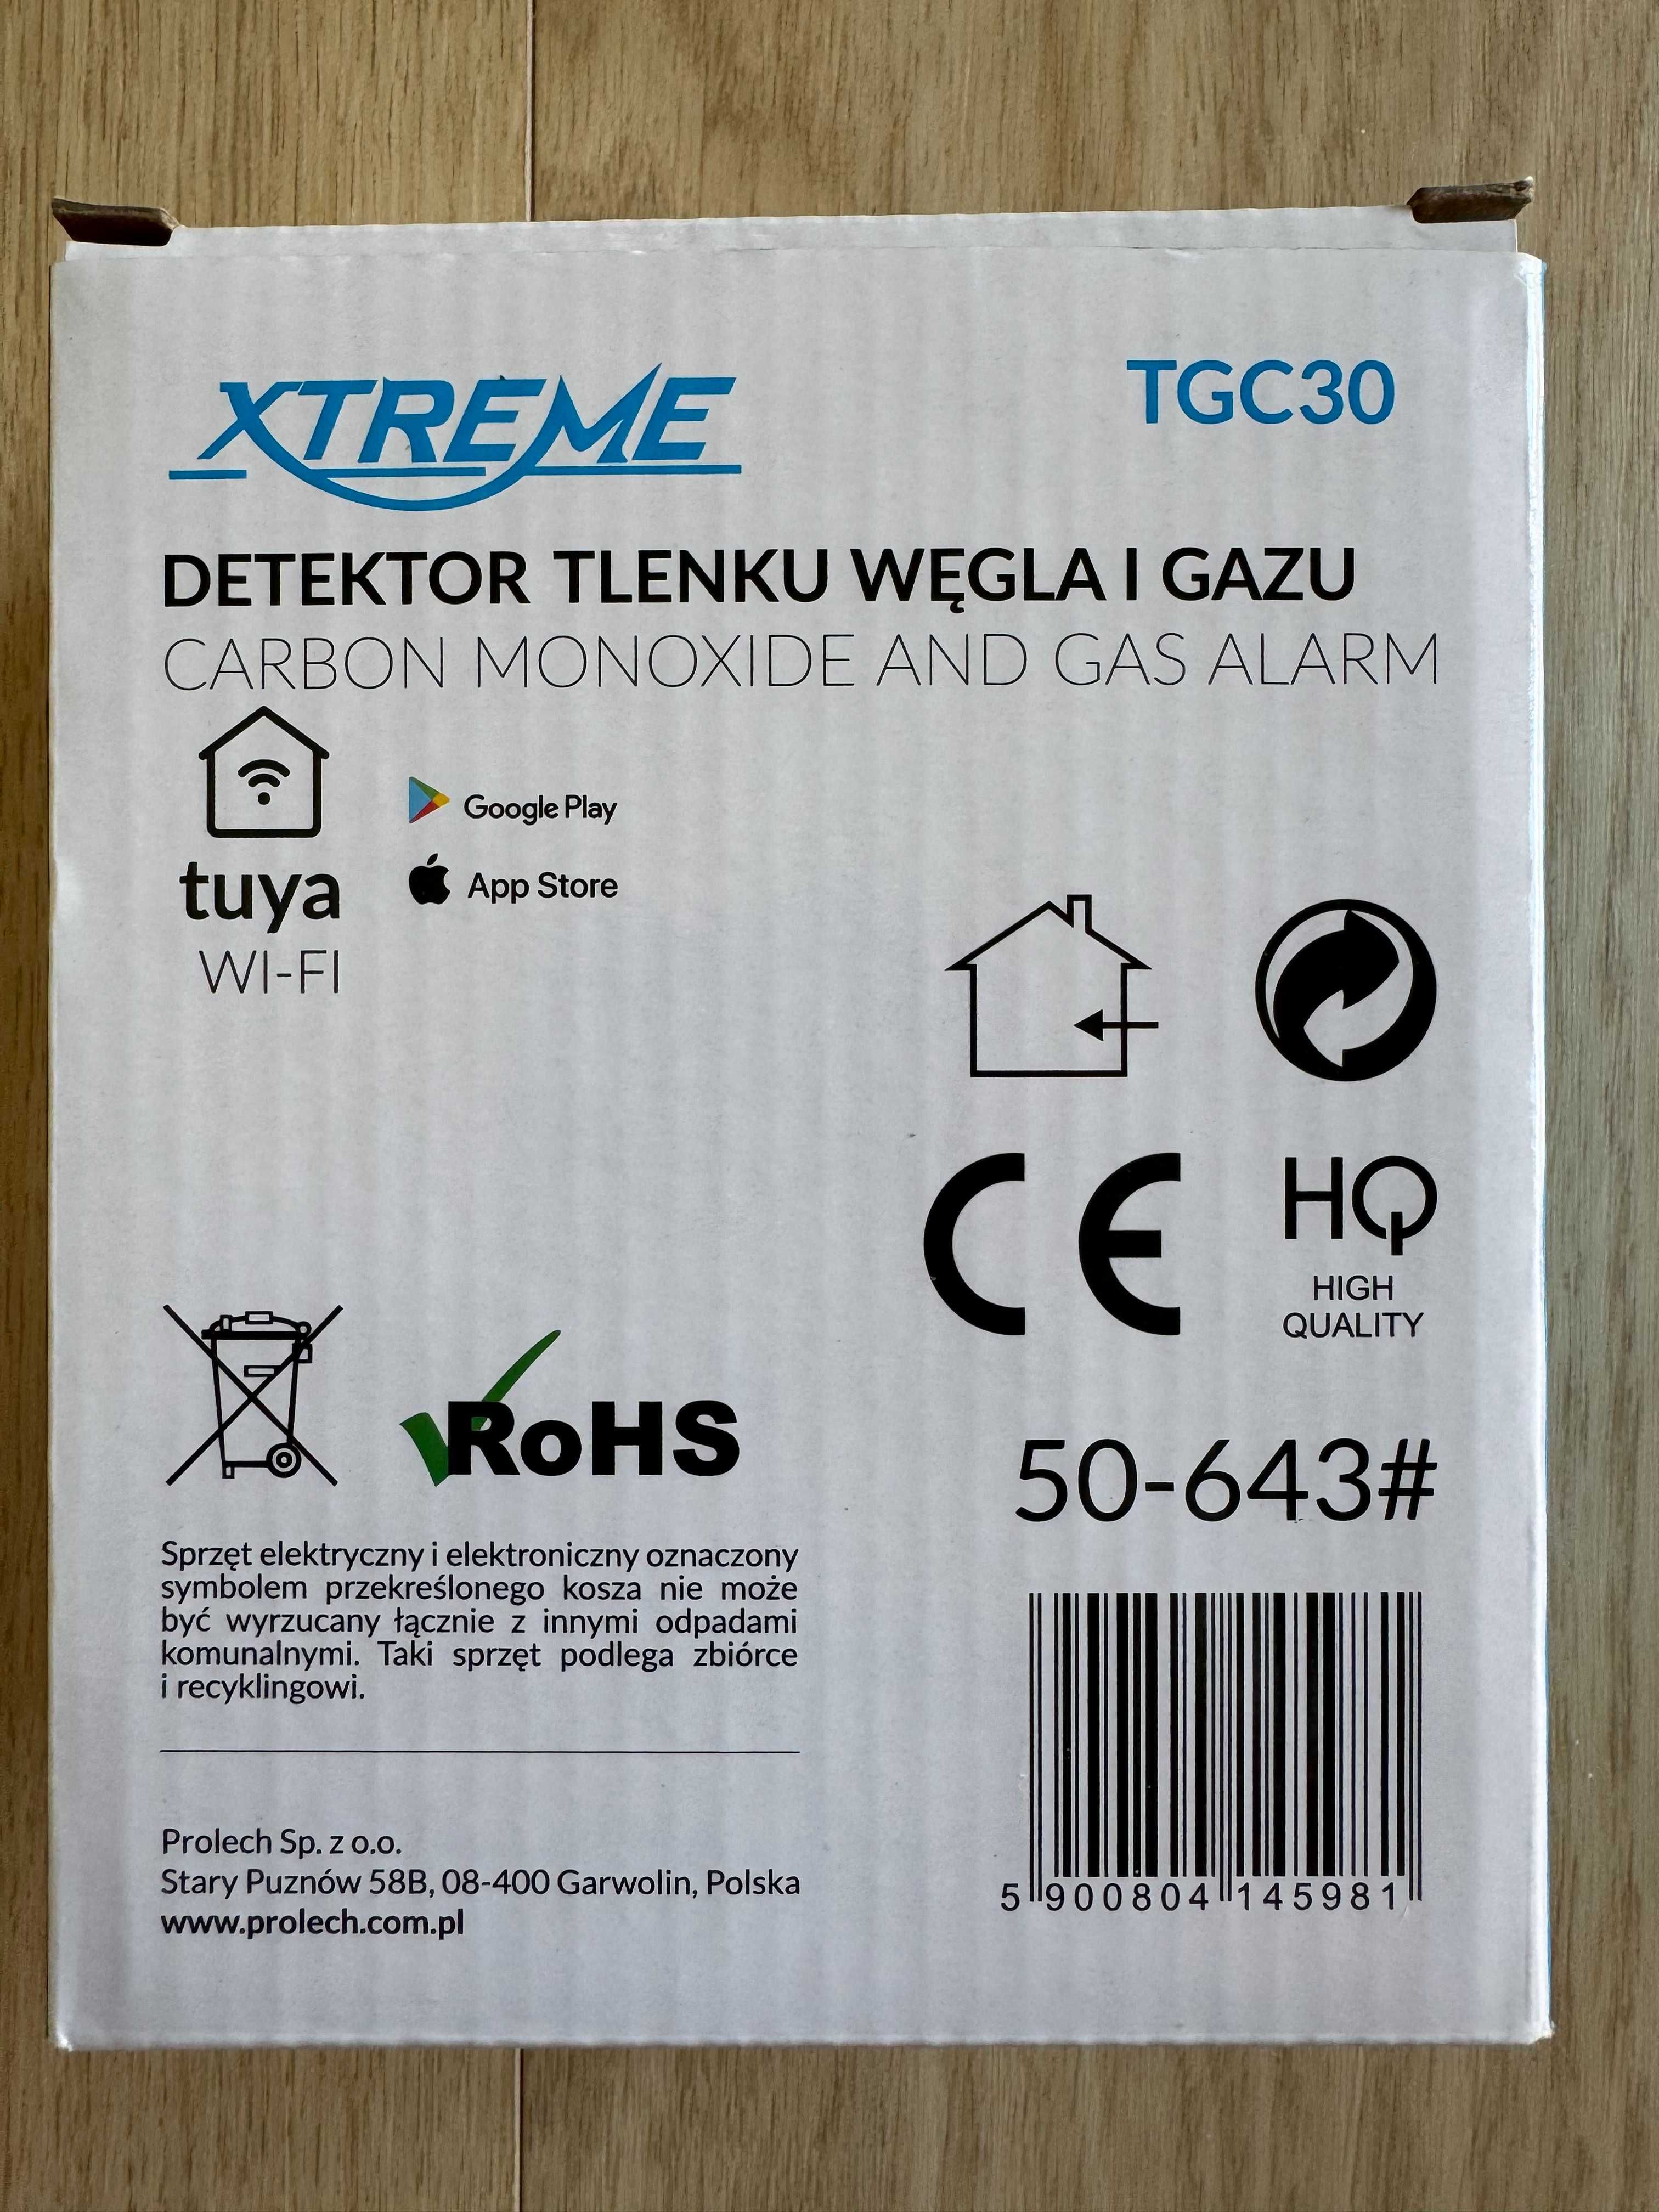 XTREME
TGC30
DETEKTOR TLENKU WĘGLA I GAZU
CARBON MONOXIDE AND GAS ALARM
Google Play
App Store
tuya
WI-FI
CE
HQ
HIGH
QUALITY
RoHS
50-643#
Sprzęt elektryczny i elektroniczny oznaczony
symbolem przekreślonego kosza nie może
być wyrzucany łącznie z innymi odpadami
komunalnymi. Taki sprzęt podlega zbiórce
i recyklingowi.
Prolech Sp. z o.o.
Stary Puznów 58B, 08-400 Garwolin, Polska
www.prolech.com.pl
5 900804 145981